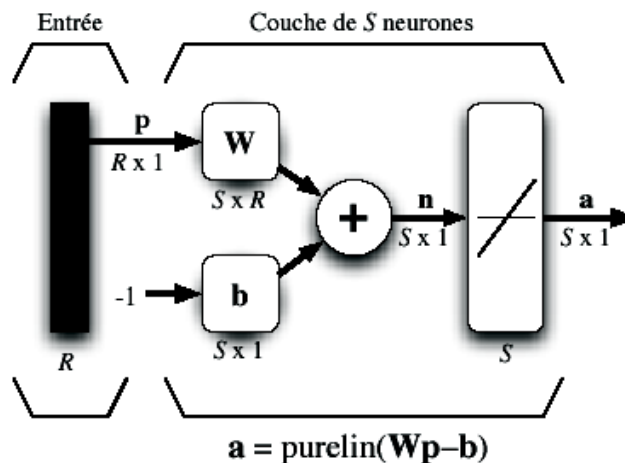 Entrée
Couche de S neurones
p
R x 1
W
S x R
+
n
S x 1
a
S x 1
-1
b
S x 1
R
S
a = purelin(Wp–b)